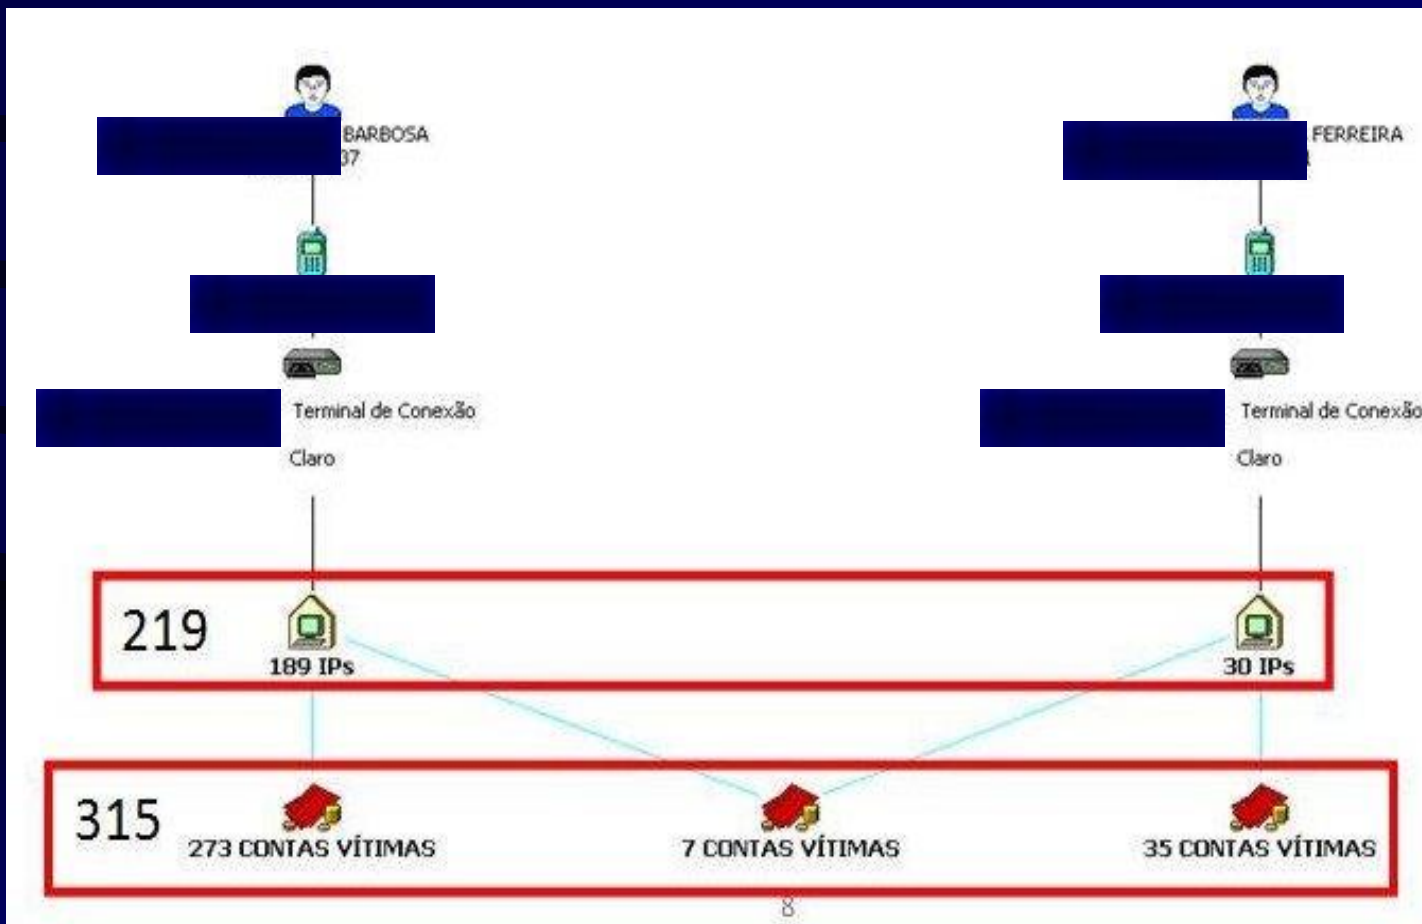 BARBOSA
FERREIRA
37
Terminal de Conexão
Terminal de Conexão
Claro
Claro
219
189 IPs
30 IPs
315
273 CONTAS VÍTIMAS
7 CONTAS VÍTIMAS
35 CONTAS VÍTIMAS
8